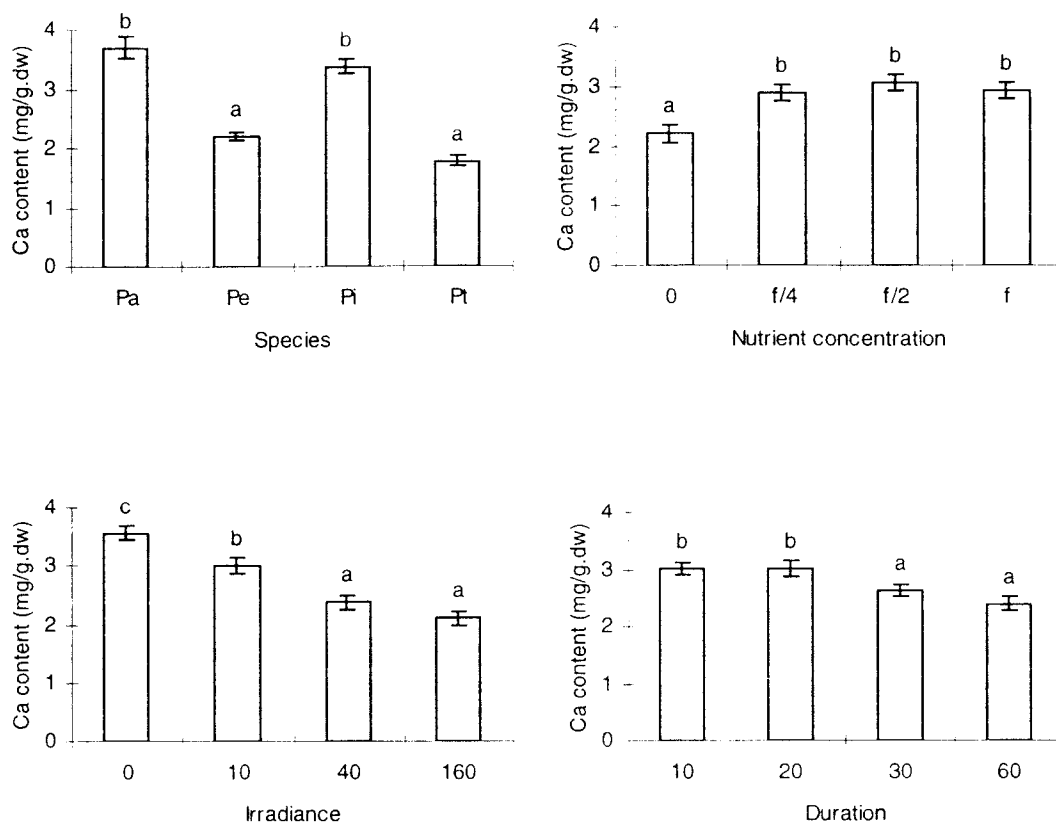 b
b
a
a
Ca content (mg/g.dw)
4
3
2
1
0
Pa Pe Pi Pt
Species
b
b
b
a
Ca content (mg/g.dw)
4
3
2
1
0
0 f/4 f/2 f
Nutrient concentration
c
b
a
a
Ca content (mg/g.dw)
4
3
2
1
0
0 10 40 160
Irradiance
b
b
a
a
Ca content (mg/g.dw)
4
3
2
1
0
10 20 30 60
Duration